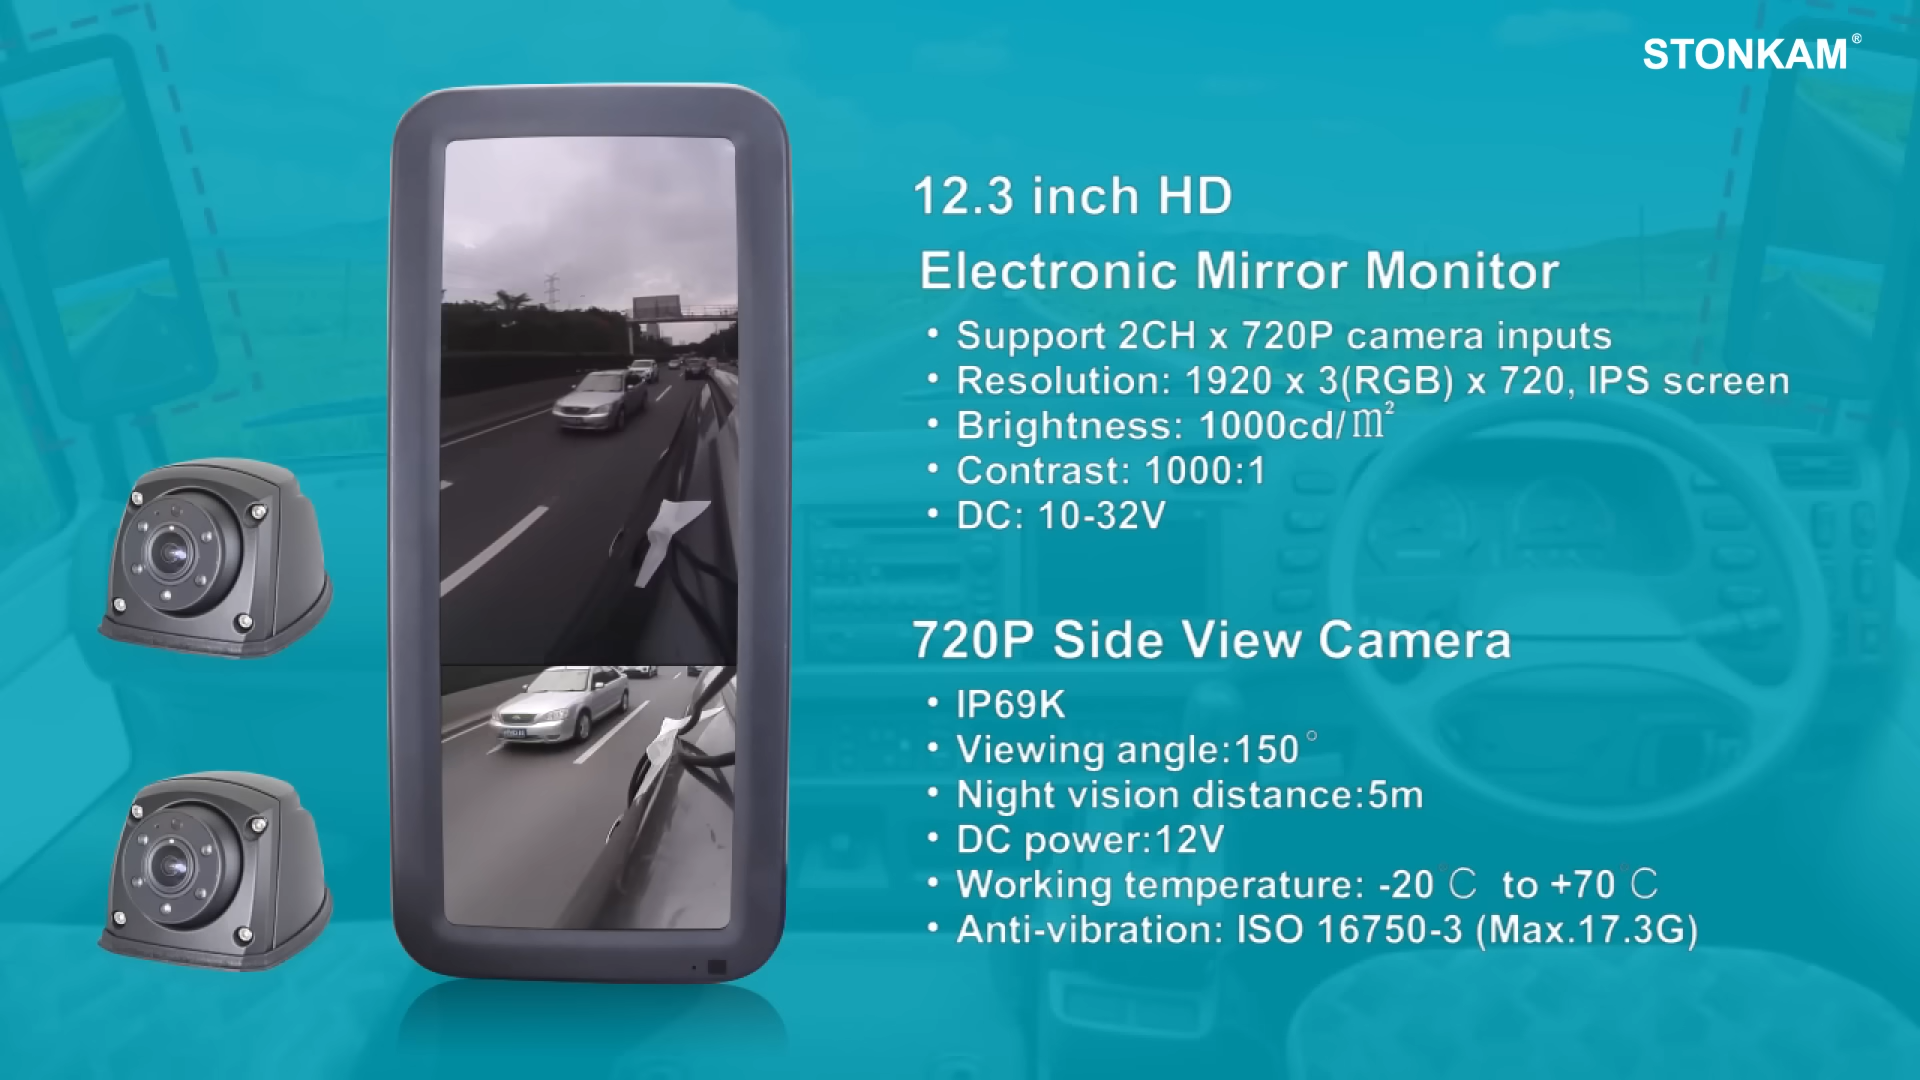 STONKAM®
12.3 inch HD
Electronic Mirror Monitor
• Support 2CH x 720P camera inputs
• Resolution: 1920 x 3(RGB) x 720, IPS screen
• Brightness: 1000cd/m²
• Contrast: 1000:1
• DC: 10-32V
720P Side View Camera
• IP69K
• Viewing angle:150°
• Night vision distance:5m
• DC power:12V
• Working temperature: -20℃ to +70℃
• Anti-vibration: ISO 16750-3 (Max.17.3G)